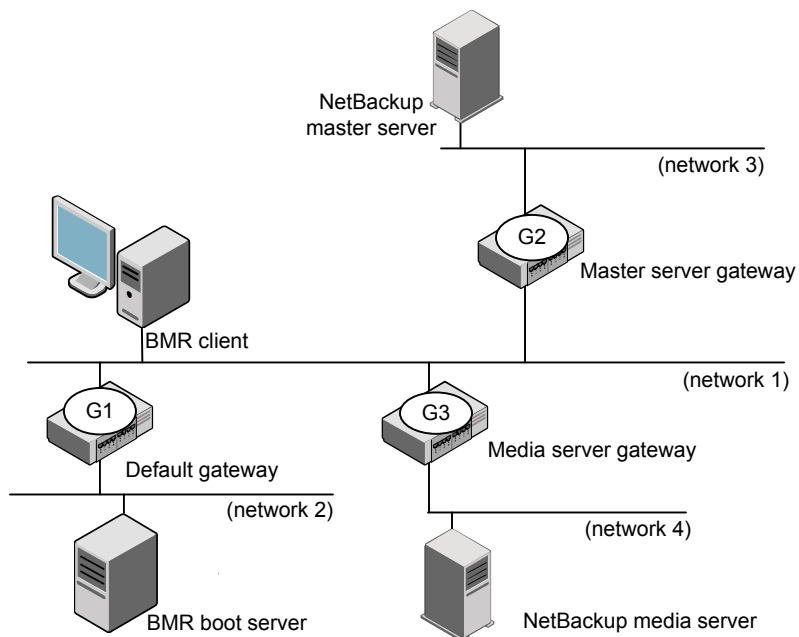 NetBackup
master server
(network 3)
G2
Master server gateway
BMR client
(network 1)
G1
G3
Default gateway
Media server gateway
(network 2)
(network 4)
BMR boot server
NetBackup media server